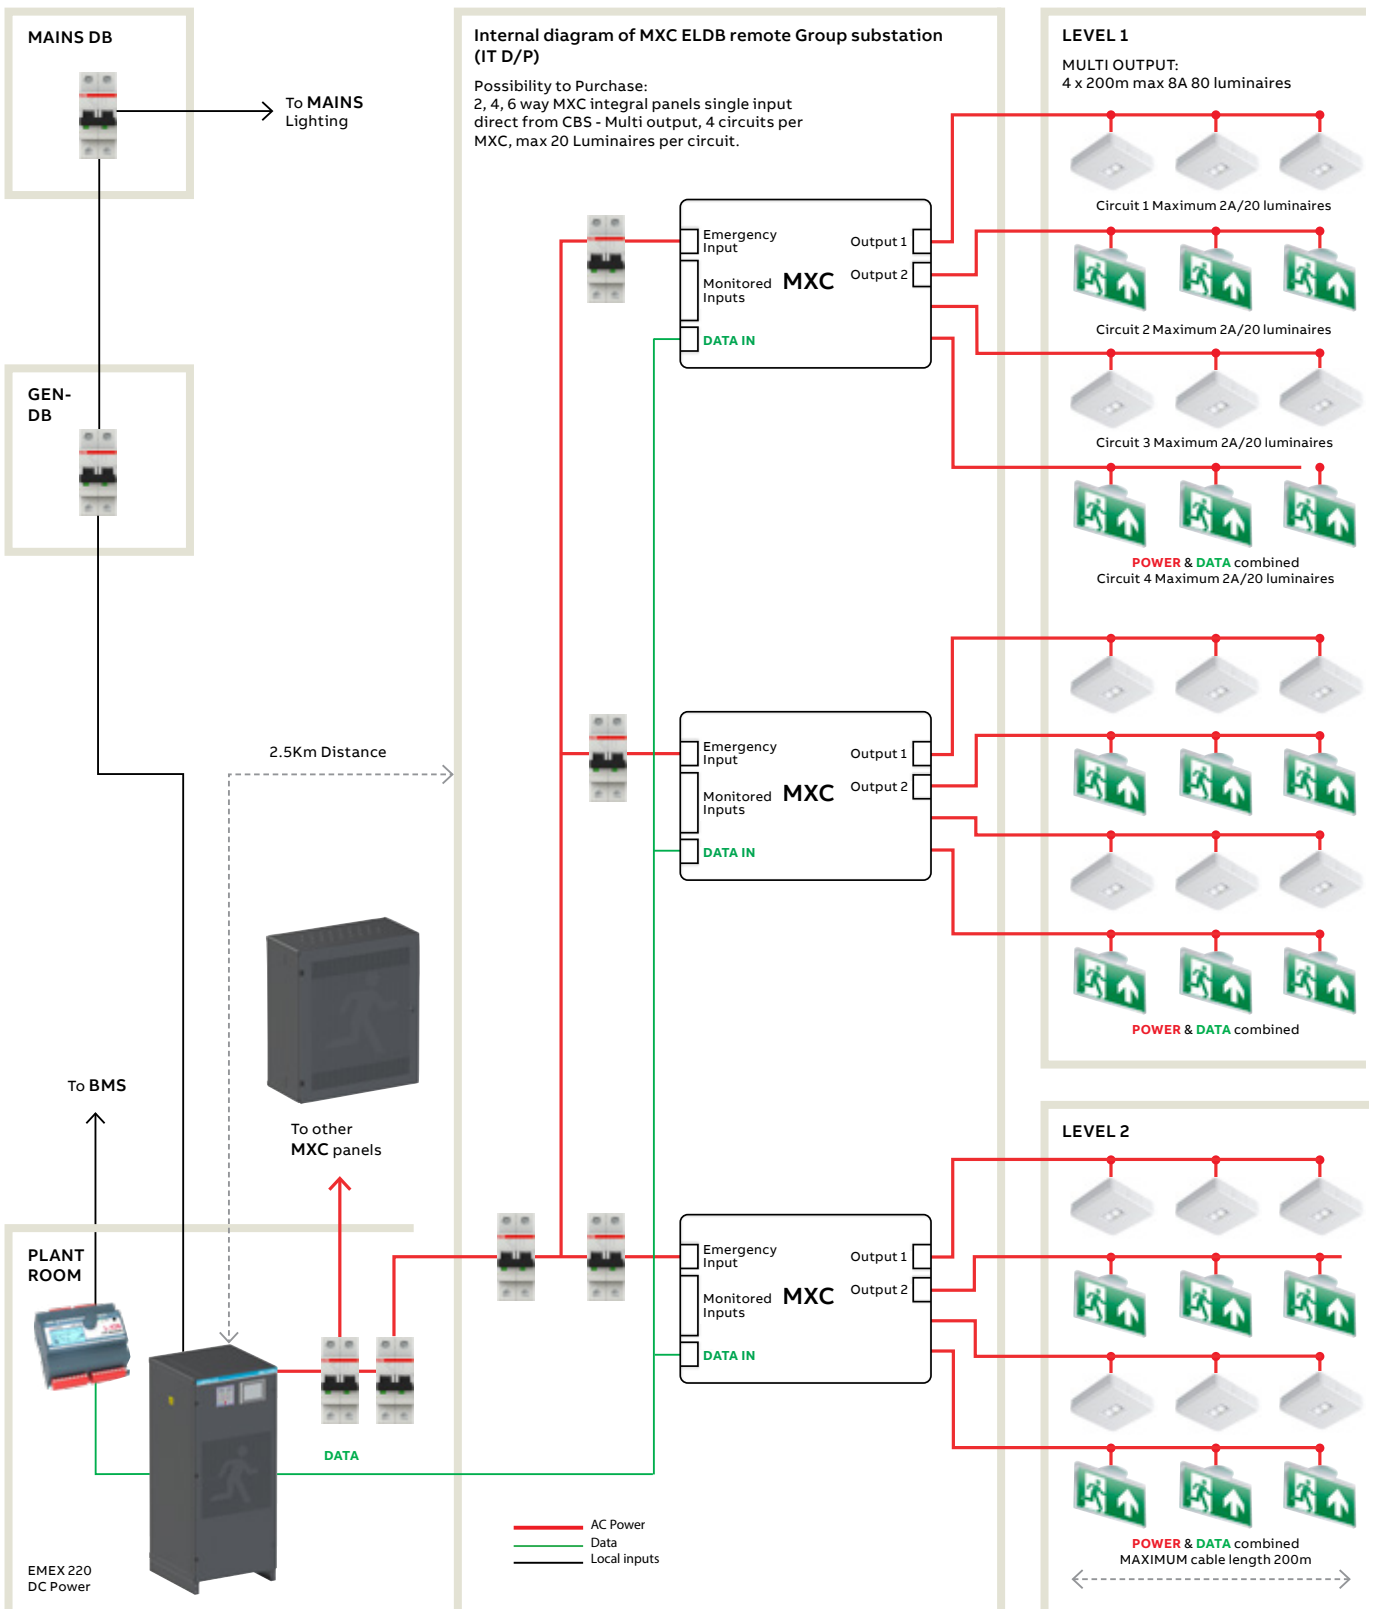 MAINS DB
To MAINS
Lighting
GEN-
DB
2.5Km Distance
To BMS
To other
MXC panels
PLANT
ROOM
DATA
EMEX 220
DC Power
Internal diagram of MXC ELDB remote Group substation
(IT D/P)
Possibility to Purchase:
2, 4, 6 way MXC integral panels single input
direct from CBS - Multi output, 4 circuits per
MXC, max 20 Luminaires per circuit.
Emergency
Input
Monitored
Inputs
DATA IN
MXC
Output 1
Output 2
Emergency
Input
Monitored
Inputs
DATA IN
MXC
Output 1
Output 2
Emergency
Input
Monitored
Inputs
DATA IN
MXC
Output 1
Output 2
AC Power
Data
Local inputs
LEVEL 1
MULTI OUTPUT:
4 x 200m max 8A 80 luminaires
Circuit 1 Maximum 2A/20 luminaires
Circuit 2 Maximum 2A/20 luminaires
Circuit 3 Maximum 2A/20 luminaires
POWER & DATA combined
Circuit 4 Maximum 2A/20 luminaires
POWER & DATA combined
LEVEL 2
POWER & DATA combined
MAXIMUM cable length 200m